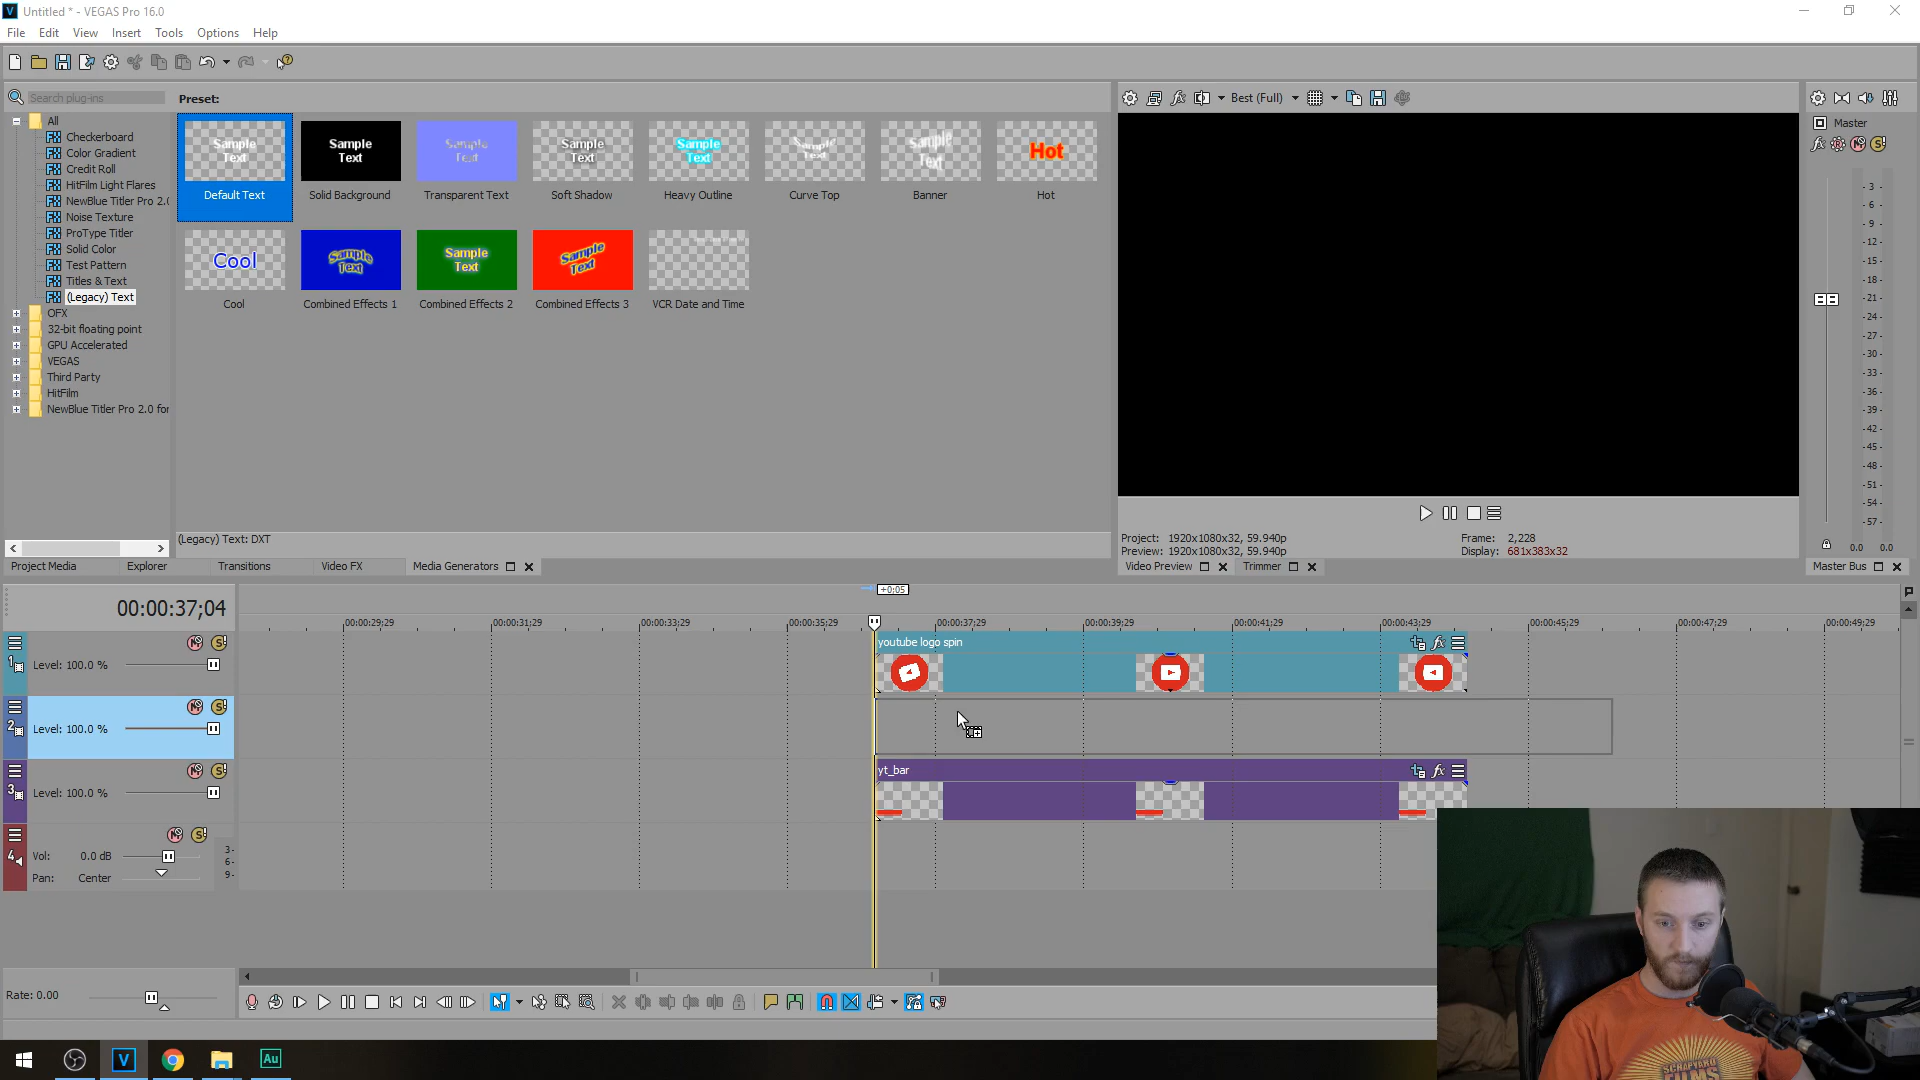 Untitled * - VEGAS Pro 16.0
File Edit View Insert Tools Options Help
Search plug-ins
Preset:
All
Checkerboard
Color Gradient
Credit Roll
HitFilm Light Flares
NewBlue Titler Pro 2.0
Noise Texture
ProType Titler
Solid Color
Test Pattern
Titles & Text
(Legacy) Text
OFX
32-bit floating point
GPU Accelerated
VEGAS
Third Party
HitFilm
NewBlue Titler Pro 2.0 for
Sample Text
Default Text
Sample Text
Solid Background
Sample Text
Transparent Text
Sample Text
Soft Shadow
Sample Text
Heavy Outline
Sample Text
Curve Top
Sample Text
Banner
Hot
Hot
Cool
Cool
Sample Text
Combined Effects 1
Sample Text
Combined Effects 2
Sample Text
Combined Effects 3
VCR Date and Time
(Legacy) Text: DXT
Project Media Explorer Transitions Video FX Media Generators
Best (Full)
Project: 1920x1080x32, 59.940p
Preview: 1920x1080x32, 59.940p
Frame: 2,228
Display: 681x383x32
Video Preview Trimmer
Master
- 3 -
- 6 -
- 9 -
- 12 -
- 15 -
- 18 -
- 21 -
- 24 -
- 27 -
- 30 -
- 33 -
- 36 -
- 39 -
- 42 -
- 45 -
- 48 -
- 51 -
- 54 -
- 57 -
0.0 0.0
Master Bus
00:00:37;04
+0:05
00:00:29;29 00:00:31;29 00:00:33;29 00:00:35;29 00:00:37;29 00:00:39;29 00:00:41;29 00:00:43;29 00:00:45;29 00:00:47;29 00:00:49;29
1
Level: 100.0 %
youtube logo spin
2
Level: 100.0 %
3
Level: 100.0 %
yt_bar
4
Vol: 0.0 dB
Pan: Center
3-
6-
9-
Rate: 0.00
V
Au
SCRAPYARD
FILMS